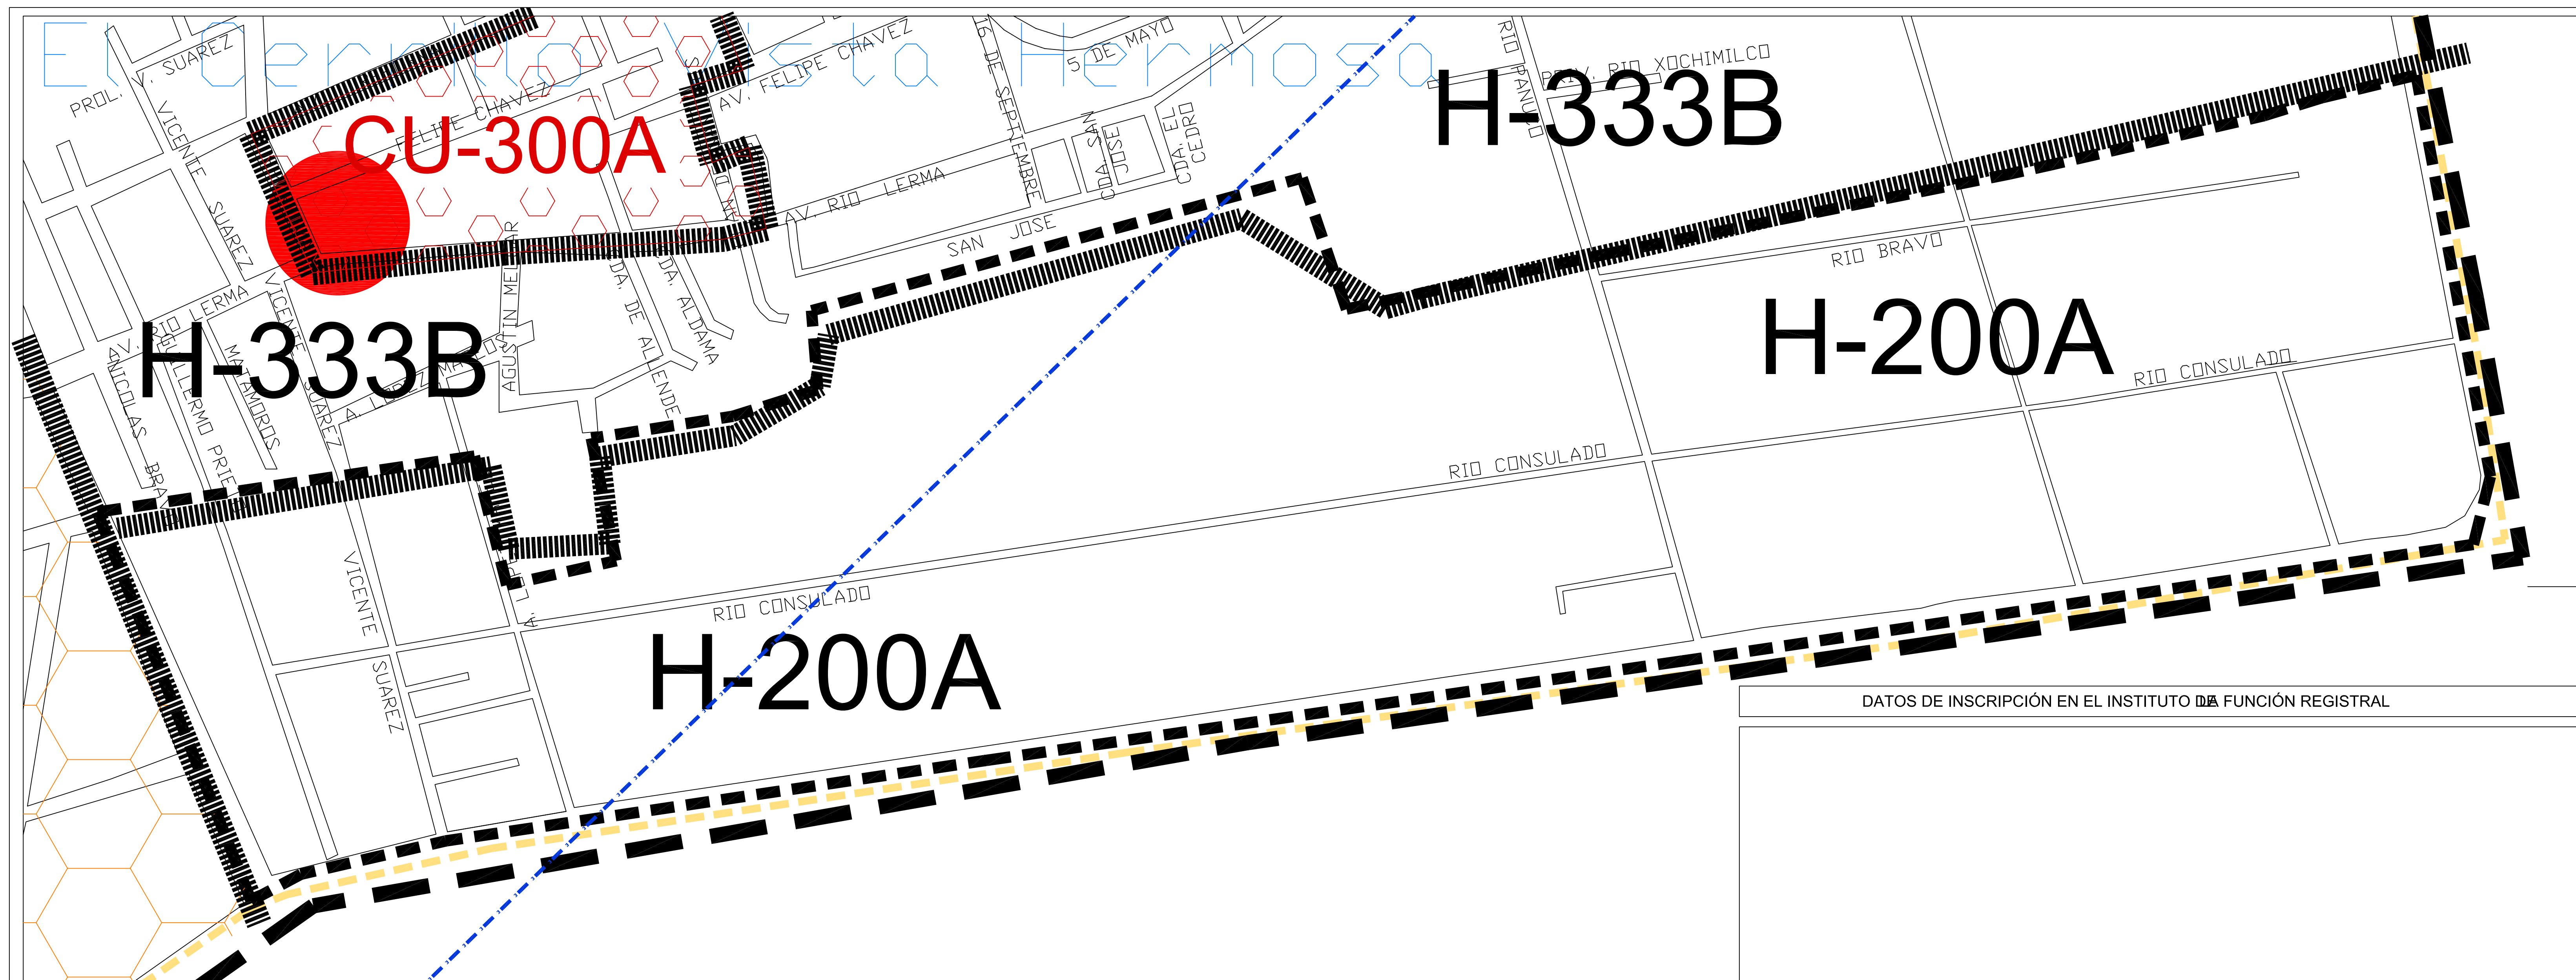 El Cerrito Vista Hermosa
PROL. V. SUAREZ
VICENTE SUAREZ
FELIPE CHAVEZ
CU-300A
AV. FELIPE CHAVEZ
16 DE SEPTIEMBRE
5 DE MAYO
CDA. SAN JOSE
CDA. EL CEDRO
RIO PANUCO
PRIV. RIO XOCHIMILCO
H-333B
AV. RIO LERMA
SAN JOSE
RIO BRAVO
H-200A
RIO CONSULADO
AV. RIO LERMA
H-333B
NICOLAS BRAVO
GUILLERMO PRIETO
MATAMOROS
VICENTE SUAREZ
A. LOPEZ MATEOS
AGUSTIN MELGAR
CDA. DE ALLENDE
CDA. ALDAMA
RIO CONSULADO
VICENTE SUAREZ
A. LOPEZ
RIO CONSULADO
H-200A
DATOS DE INSCRIPCIÓN EN EL INSTITUTO DE LA FUNCIÓN REGISTRAL